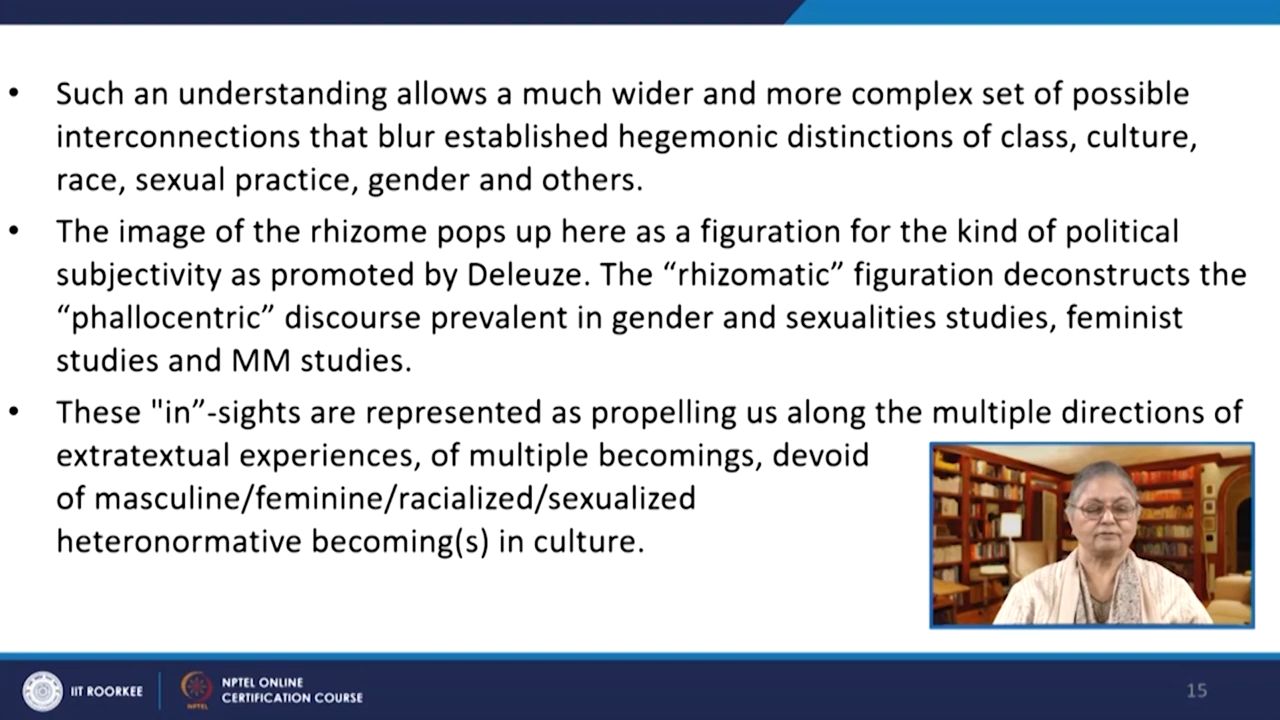 • Such an understanding allows a much wider and more complex set of possible
interconnections that blur established hegemonic distinctions of class, culture,
race, sexual practice, gender and others.
• The image of the rhizome pops up here as a figuration for the kind of political
subjectivity as promoted by Deleuze. The “rhizomatic” figuration deconstructs the
“phallocentric” discourse prevalent in gender and sexualities studies, feminist
studies and MM studies.
• These "in”-sights are represented as propelling us along the multiple directions of
extratextual experiences, of multiple becomings, devoid
of masculine/feminine/racialized/sexualized
heteronormative becoming(s) in culture.
IIT ROORKEE
NPTEL
NPTEL ONLINE
CERTIFICATION COURSE
15